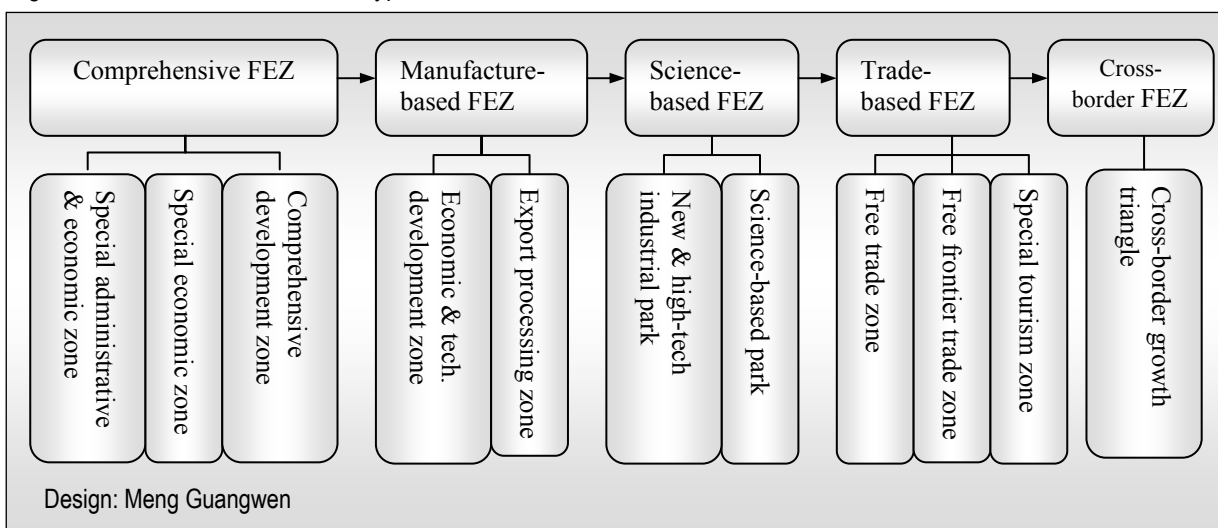 Comprehensive FEZ
Manufacture-
based FEZ
Science-
based FEZ
Trade-
based FEZ
Cross-
border FEZ
Special administrative
& economic zone
Special economic zone
Comprehensive
development zone
Economic & tech.
development zone
Export processing zone
New & high-tech
industrial park
Science-based park
Free trade zone
Free frontier trade zone
Special tourism zone
Cross-border growth
triangle
Design: Meng Guangwen